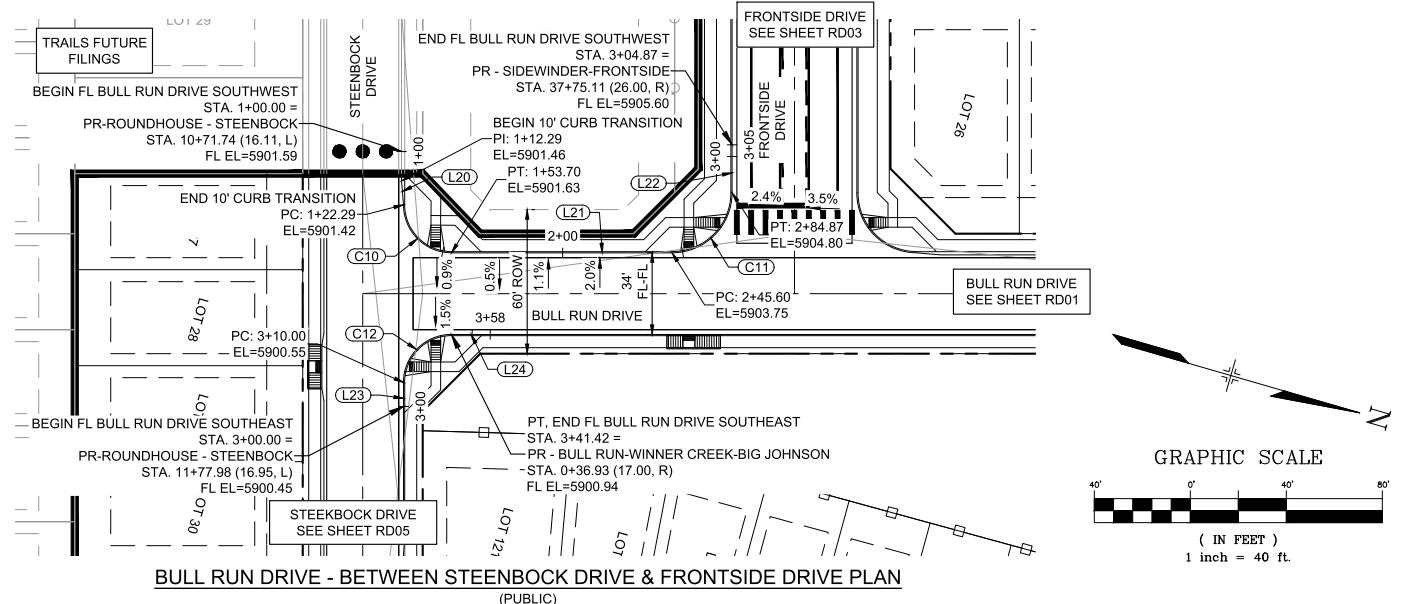 LOT 29
TRAILS FUTURE
FILINGS
STEENBOCK
DRIVE
BEGIN FL BULL RUN DRIVE SOUTHWEST
STA. 1+00.00 =
PR-ROUNDHOUSE - STEENBOCK
STA. 10+71.74 (16.11, L)
FL EL=5901.59
END FL BULL RUN DRIVE SOUTHWEST
STA. 3+04.87 =
PR - SIDEWINDER-FRONTSIDE
STA. 37+75.11 (26.00, R)
FL EL=5905.60
FRONTSIDE DRIVE
SEE SHEET RD03
BEGIN 10' CURB TRANSITION
PI: 1+12.29
EL=5901.46
PT: 1+53.70
EL=5901.63
1+00
L20
END 10' CURB TRANSITION
PC: 1+22.29
EL=5901.42
C10
L22
3+00
3+05
FRONTSIDE
DRIVE
LOT 26
2.4%
3.5%
PT: 2+84.87
EL=5904.80
L21
2+00
C11
0.9%
0.5%
1.1%
2.0%
1.5%
60' ROW
34'
FL-FL
PC: 2+45.60
EL=5903.75
BULL RUN DRIVE
SEE SHEET RD01
BULL RUN DRIVE
3+58
7
LOT 28
PC: 3+10.00
EL=5900.55
C12
L24
L23
3+00
BEGIN FL BULL RUN DRIVE SOUTHEAST
STA. 3+00.00 =
PR-ROUNDHOUSE - STEENBOCK
STA. 11+77.98 (16.95, L)
FL EL=5900.45
PT, END FL BULL RUN DRIVE SOUTHEAST
STA. 3+41.42 =
PR - BULL RUN-WINNER CREEK-BIG JOHNSON
STA. 0+36.93 (17.00, R)
FL EL=5900.94
OT 30
STEEKBOCK DRIVE
SEE SHEET RD05
LOT 121
LOT
LOT
N
GRAPHIC SCALE
40' 0' 40' 80'
( IN FEET )
1 inch = 40 ft.
BULL RUN DRIVE - BETWEEN STEENBOCK DRIVE & FRONTSIDE DRIVE PLAN
(PUBLIC)